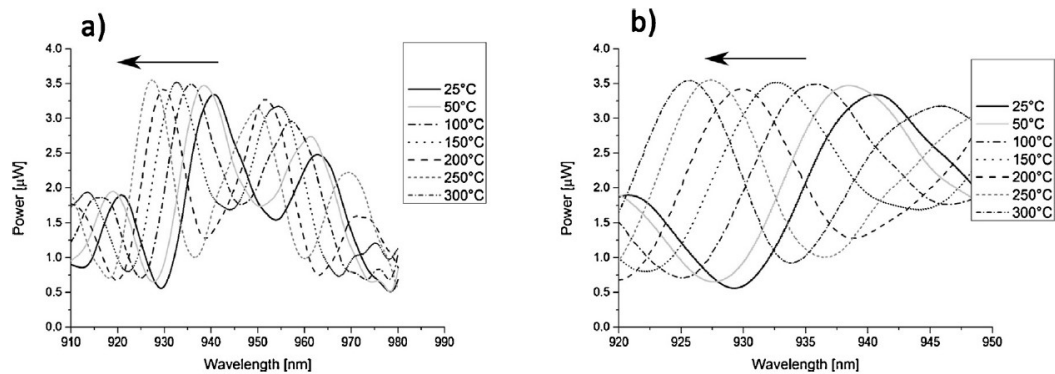 a)
4.0
3.5
3.0
2.5
2.0
1.5
1.0
0.5
0.0
Power [µW]
910 920 930 940 950 960 970 980 990
Wavelength [nm]
25°C
50°C
100°C
150°C
200°C
250°C
300°C
b)
4.0
3.5
3.0
2.5
2.0
1.5
1.0
0.5
0.0
Power [µW]
920 925 930 935 940 945 950
Wavelength [nm]
25°C
50°C
100°C
150°C
200°C
250°C
300°C